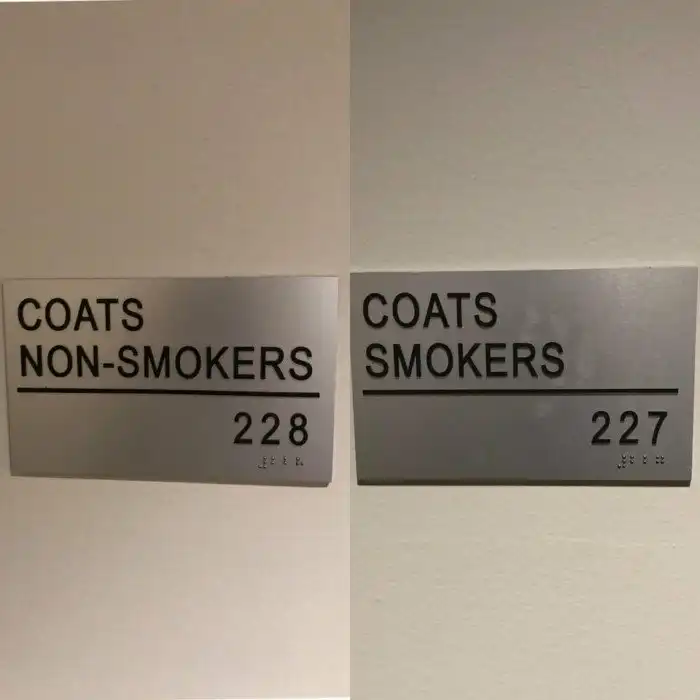 COATS
NON-SMOKERS
228
COATS
SMOKERS
227